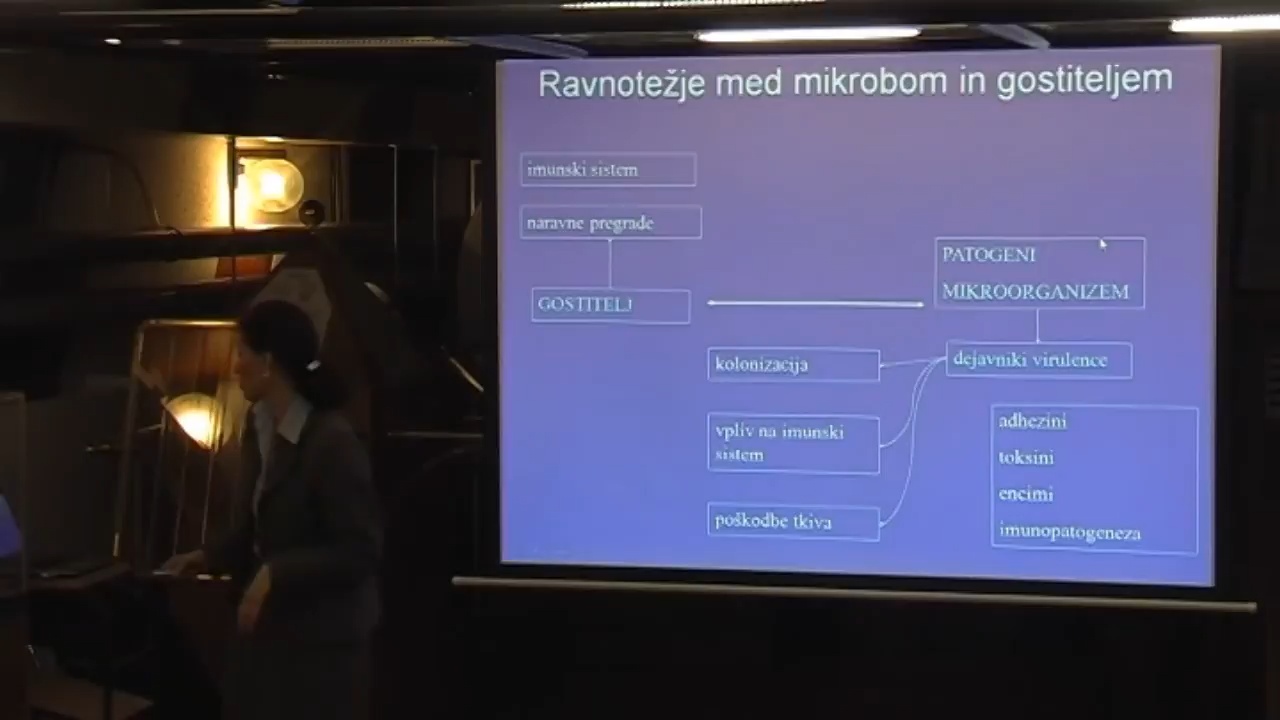 Ravnotežje med mikrobom in gostiteljem
imunski sistem
naravne pregrade
GOSTITELJ
PATOGENI
MIKROORGANIZEM
dejavniki virulence
kolonizacija
vpliv na imunski
sistem
poškodbe tkiva
adhezini
toksini
encimi
imunopatogeneza